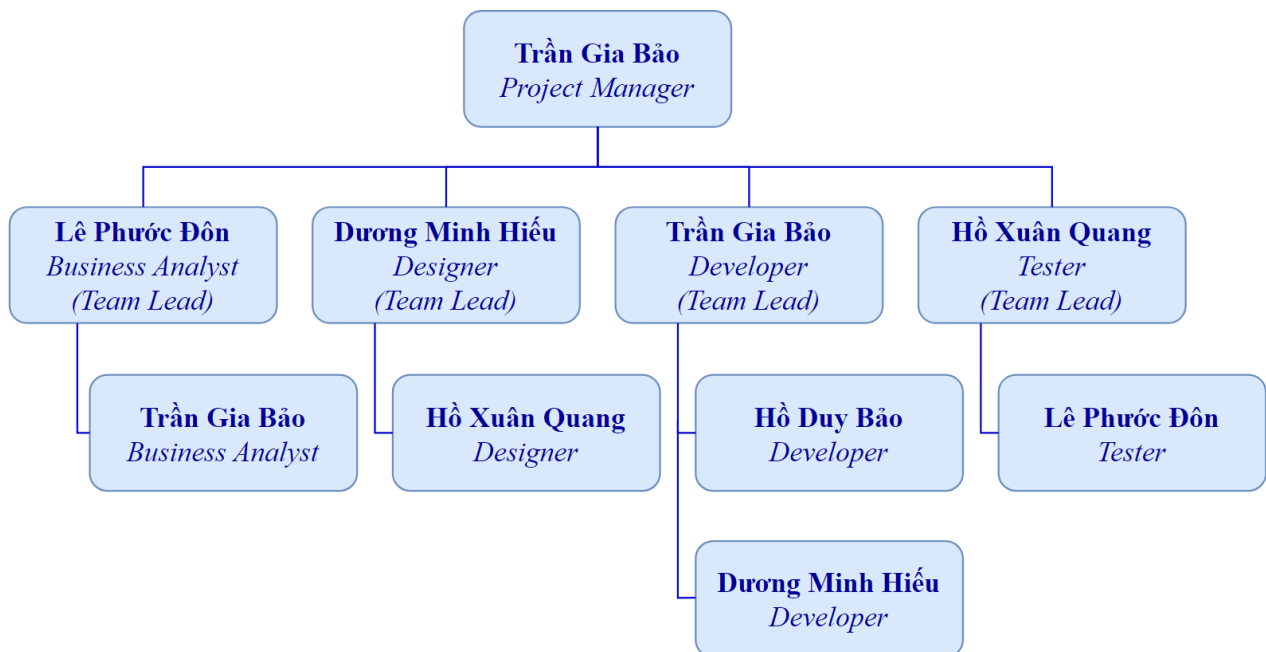 Trần Gia Bảo
Project Manager
Lê Phước Đôn
Business Analyst
(Team Lead)
Dương Minh Hiếu
Designer
(Team Lead)
Trần Gia Bảo
Developer
(Team Lead)
Hồ Xuân Quang
Tester
(Team Lead)
Trần Gia Bảo
Business Analyst
Hồ Xuân Quang
Designer
Hồ Duy Bảo
Developer
Lê Phước Đôn
Tester
Dương Minh Hiếu
Developer